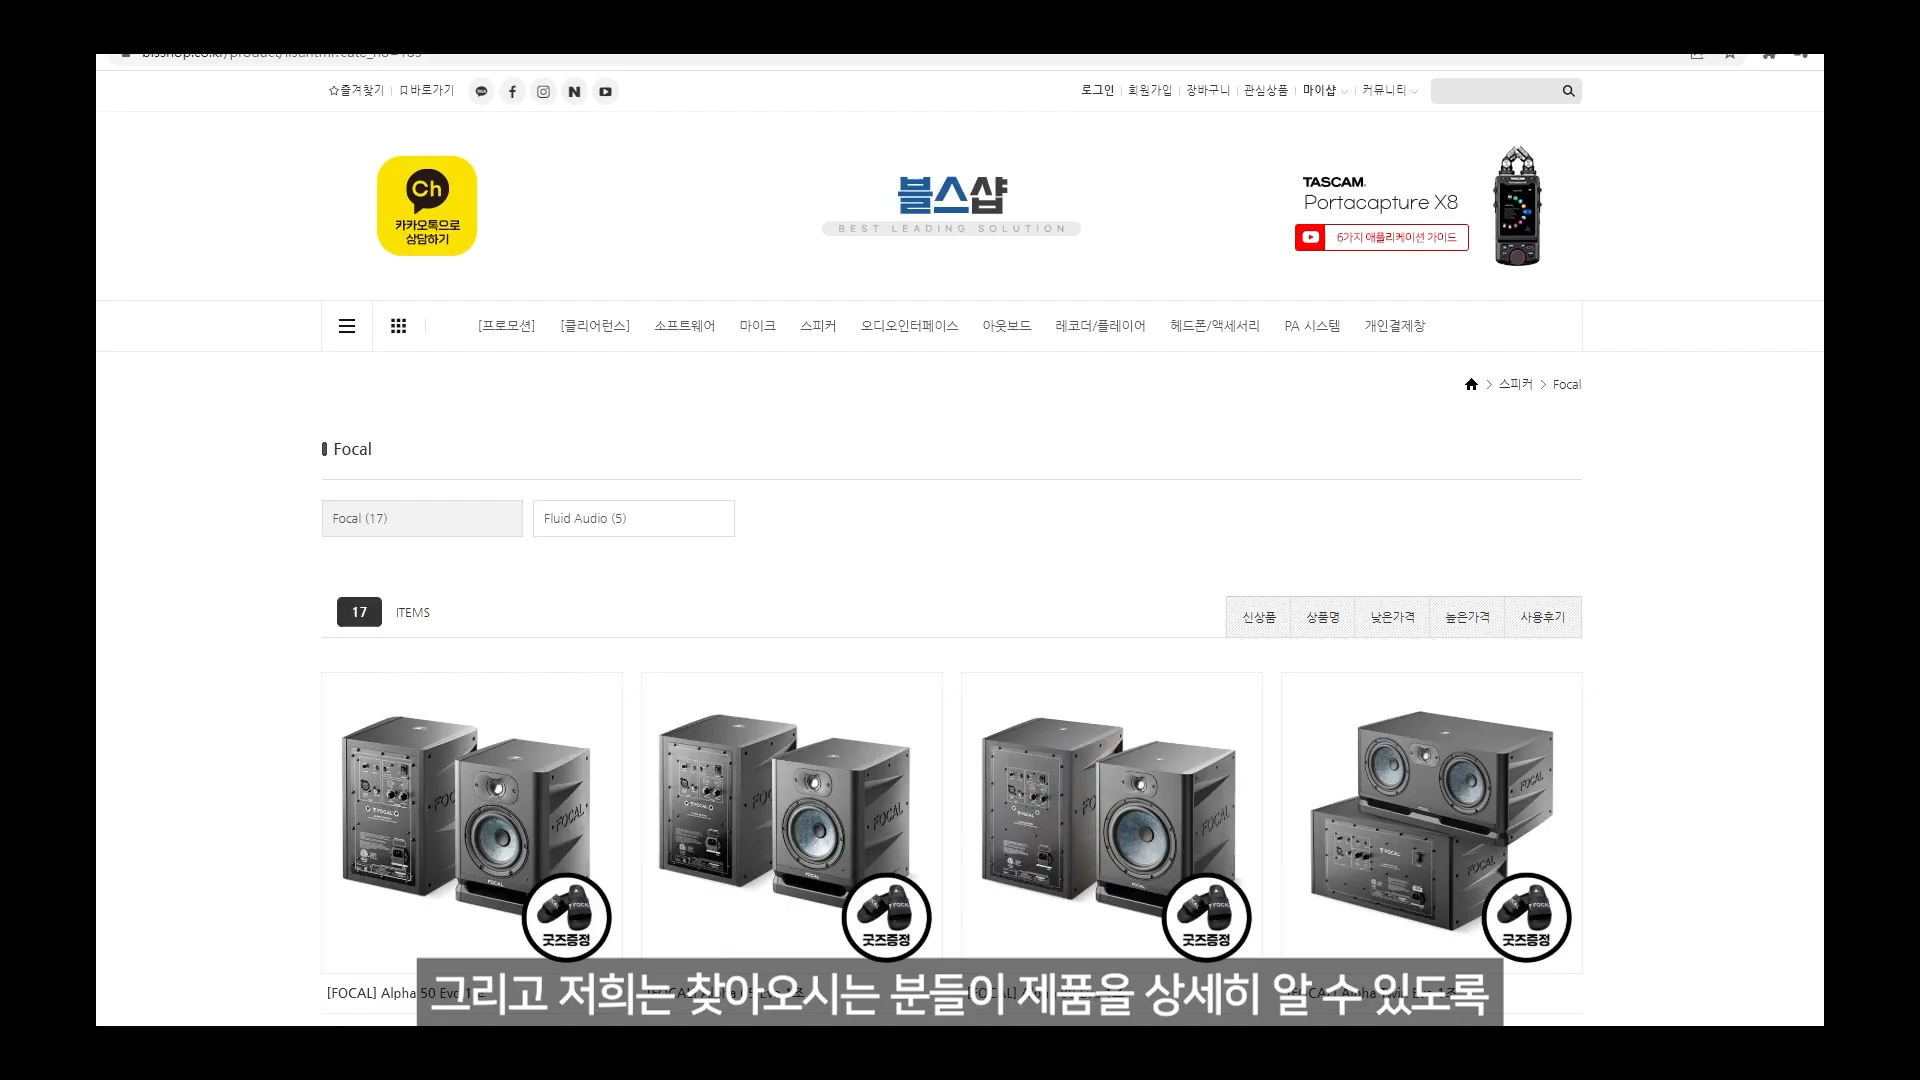 ☆즐겨찾기 | 口바로가기
로그인 | 회원가입 | 장바구니 | 관심상품 | 마이샵 | 커뮤니티
Ch
카카오톡으로
상담하기
블스샵
BEST LEADING SOLUTION
TASCAM
Portacapture X8
6가지 애플리케이션 가이드
[프로모션] [클리어런스] 소프트웨어 마이크 스피커 오디오인터페이스 아웃보드 레코더/플레이어 헤드폰/액세서리 PA 시스템 개인결제창
> 스피커 > Focal
Focal
Focal (17) Fluid Audio (5)
17 ITEMS
신상품 상품명 낮은가격 높은가격 사용후기
FOCAL FOCAL FOCAL FOCAL
굿즈증정 굿즈증정 굿즈증정 굿즈증정
[FOCAL] Alpha 50 Evo
그리고 저희는 찾아오시는 분들이 제품을 상세히 알 수 있도록